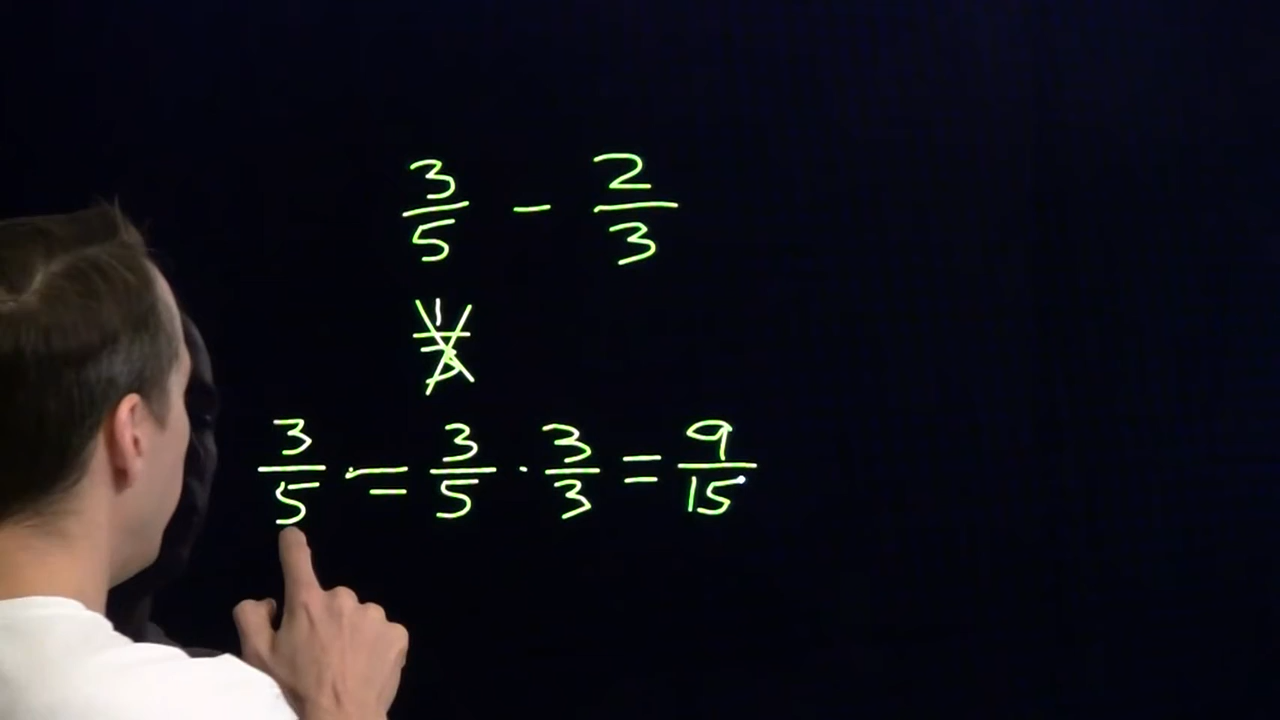 3/5 - 2/3
3/5 = 3/5 · 3/3 = 9/15